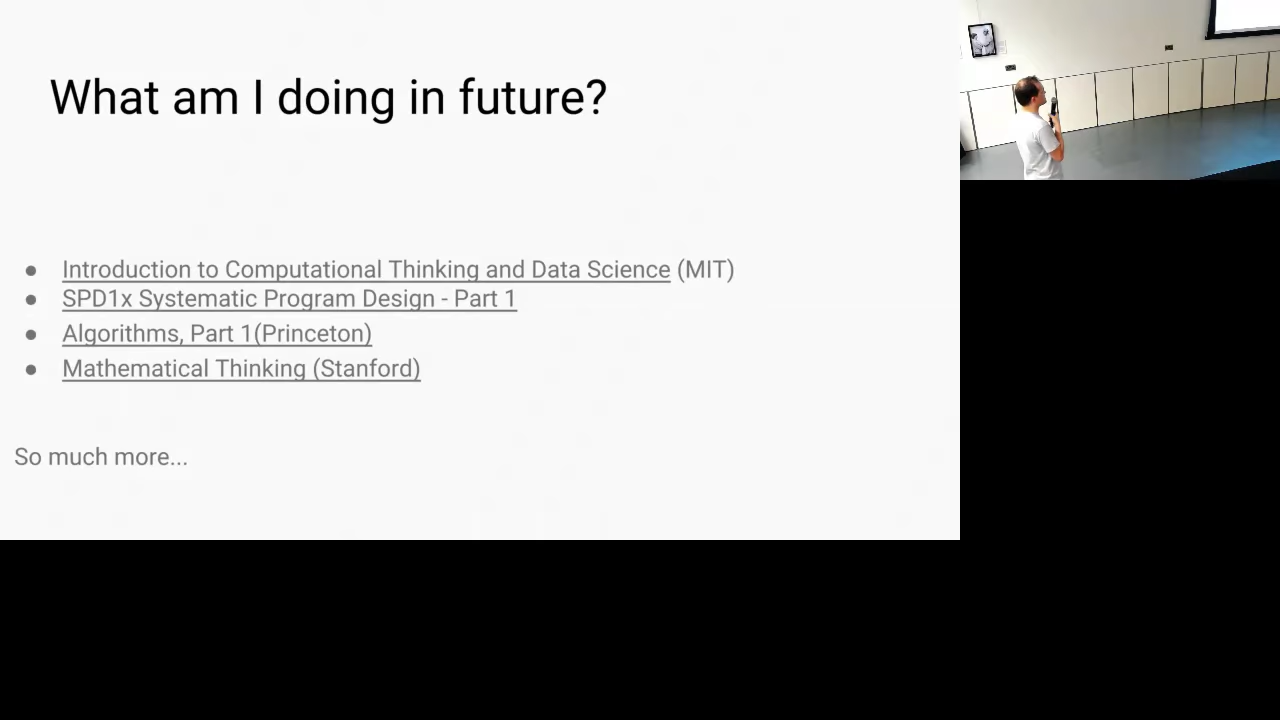 What am I doing in future?
● Introduction to Computational Thinking and Data Science (MIT)
● SPD1x Systematic Program Design - Part 1
● Algorithms, Part 1(Princeton)
● Mathematical Thinking (Stanford)
So much more...